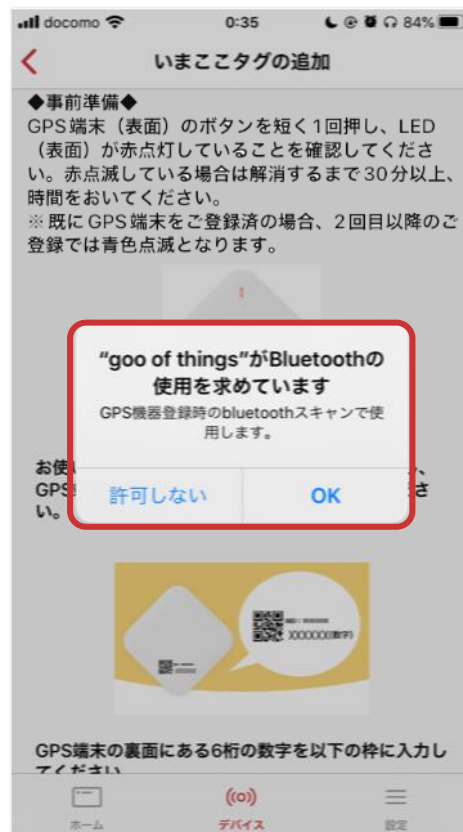 docomo 0:35 84%
いまここタグの追加
◆事前準備◆
GPS端末（表面）のボタンを短く1回押し、LED
（表面）が赤点灯していることを確認してくださ
い。赤点滅している場合は解消するまで30分以上、
時間をおいてください。
※既にGPS端末をご登録済の場合、2回目以降のご
登録では青色点滅となります。
“goo of things”がBluetoothの
使用を求めています
GPS機器登録時のbluetoothスキャンで使
用します。
許可しない OK
お使
GPS
さ
い。
XXXXXXX(数字)
GPS端末の裏面にある6桁の数字を以下の枠に入力し
てください
ホーム デバイス 設定